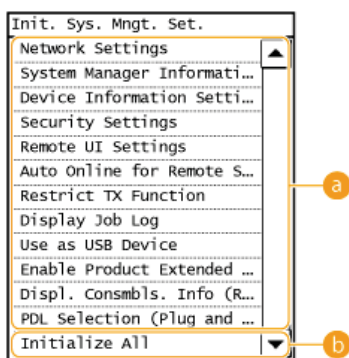 Init. Sys. Mngt. Set.
Network Settings
System Manager Informati...
Device Information Setti...
Security Settings
Remote UI Settings
Auto Online for Remote S...
Restrict TX Function
Display Job Log
Use as USB Device
Enable Product Extended ...
Displ. Consmbls. Info (R...
PDL Selection (Plug and ...
Initialize All
a
b